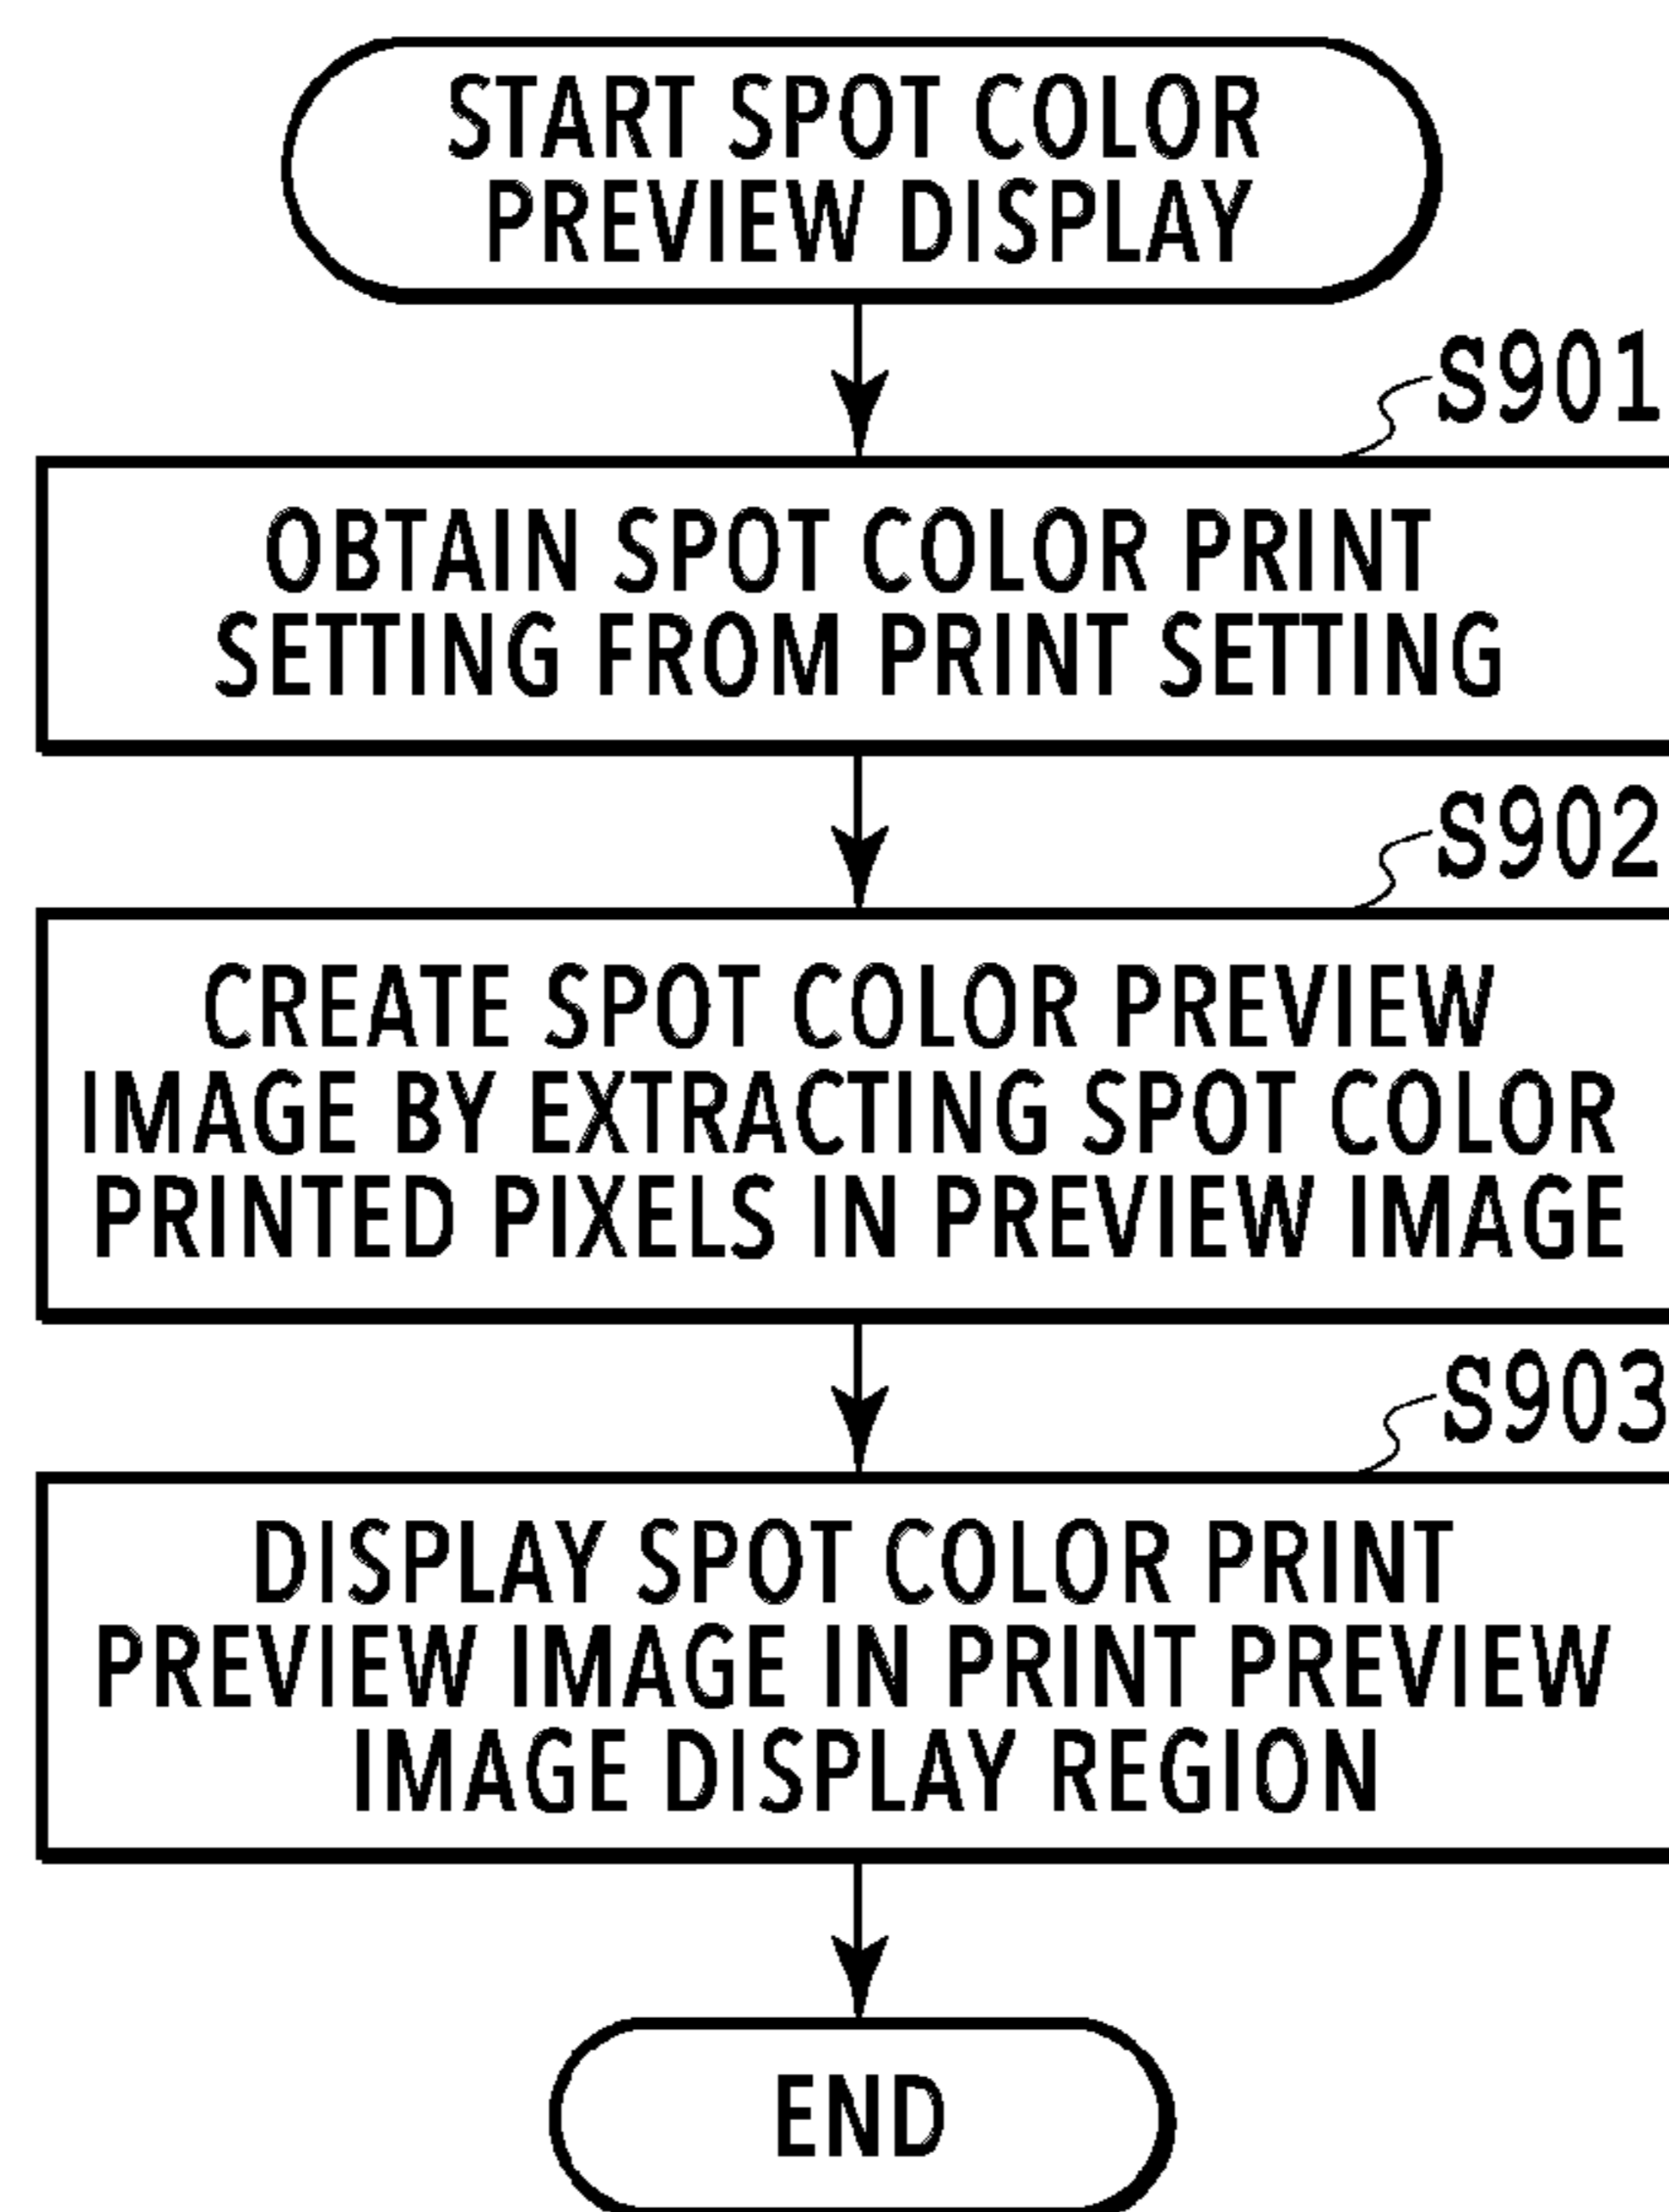 START SPOT COLOR
PREVIEW DISPLAY
S901
OBTAIN SPOT COLOR PRINT
SETTING FROM PRINT SETTING
S902
CREATE SPOT COLOR PREVIEW
IMAGE BY EXTRACTING SPOT COLOR
PRINTED PIXELS IN PREVIEW IMAGE
S903
DISPLAY SPOT COLOR PRINT
PREVIEW IMAGE IN PRINT PREVIEW
IMAGE DISPLAY REGION
END